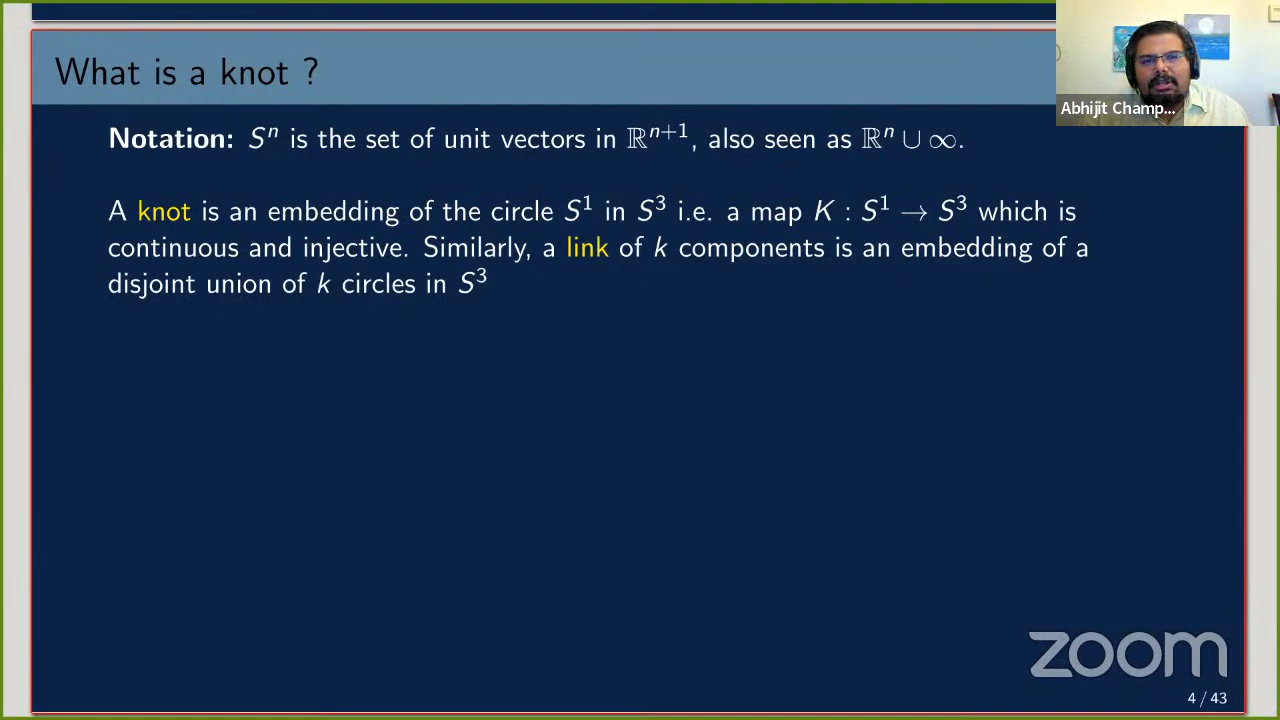 What is a knot ?
Abhijit Champ...
Notation: Sⁿ is the set of unit vectors in ℝⁿ⁺¹, also seen as ℝⁿ ∪ ∞.
A knot is an embedding of the circle S¹ in S³ i.e. a map K : S¹ → S³ which is
continuous and injective. Similarly, a link of k components is an embedding of a
disjoint union of k circles in S³
zoom
4 / 43